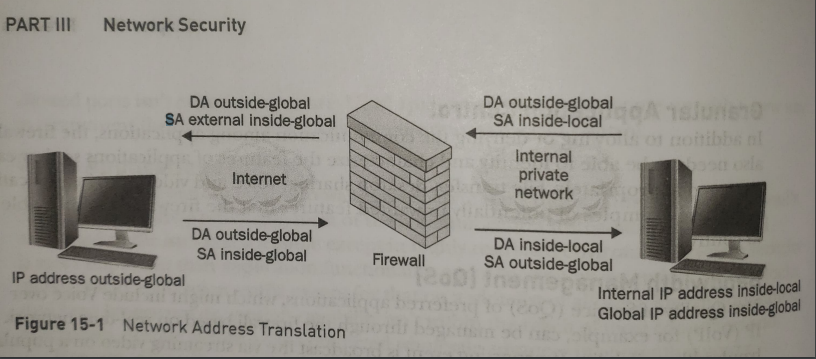 PART III Network Security
DA outside-global
SA external inside-global
DA outside-global
SA inside-local
Internet
Internal
private
network
DA outside-global
SA inside-global
Firewall
DA inside-local
SA outside-global
IP address outside-global
Internal IP address inside-local
Global IP address inside-global
Figure 15-1 Network Address Translation